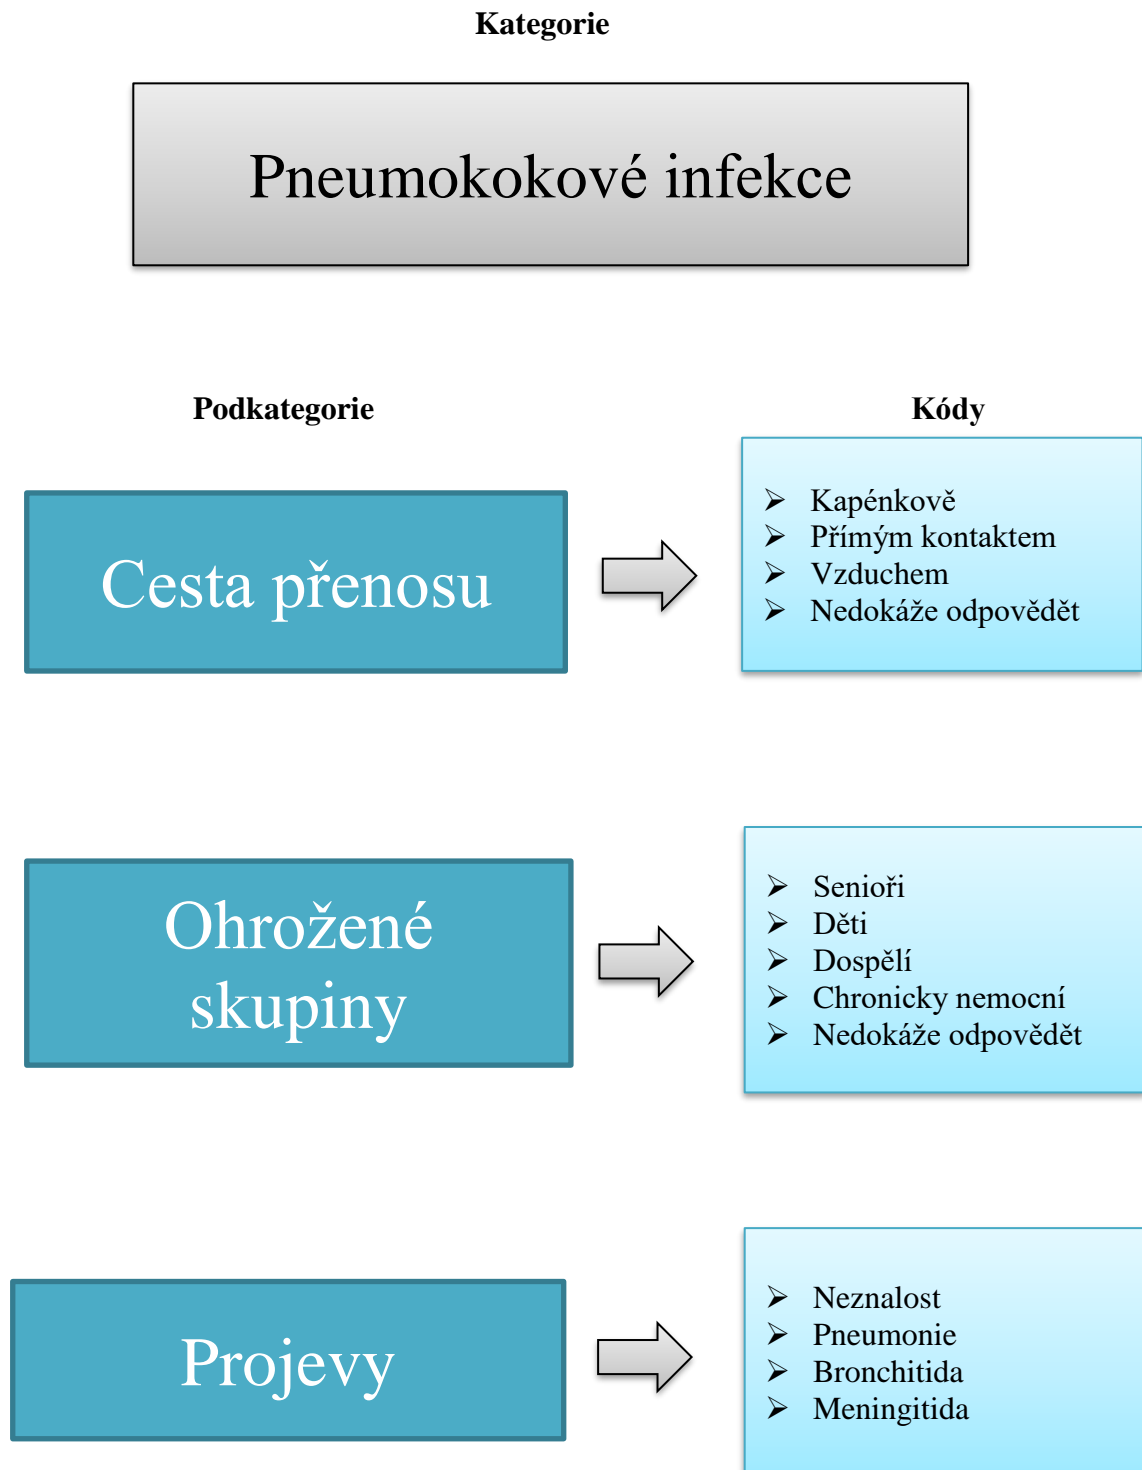 Kategorie
Pneumokokové infekce
Podkategorie
Kódy
Cesta přenosu
Kapénkově
Přímým kontaktem
Vzduchem
Nedokáže odpovědět
Ohrožené
skupiny
Senioři
Děti
Dospělí
Chronicky nemocní
Nedokáže odpovědět
Projevy
Neznalost
Pneumonie
Bronchitida
Meningitida